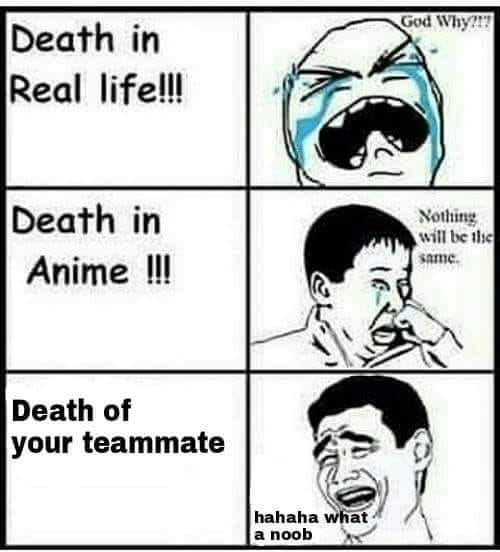 Death in
Real life!!!
God Why?!?
Death in
Anime !!!
Nothing
will be the
same.
Death of
your teammate
hahaha what
a noob